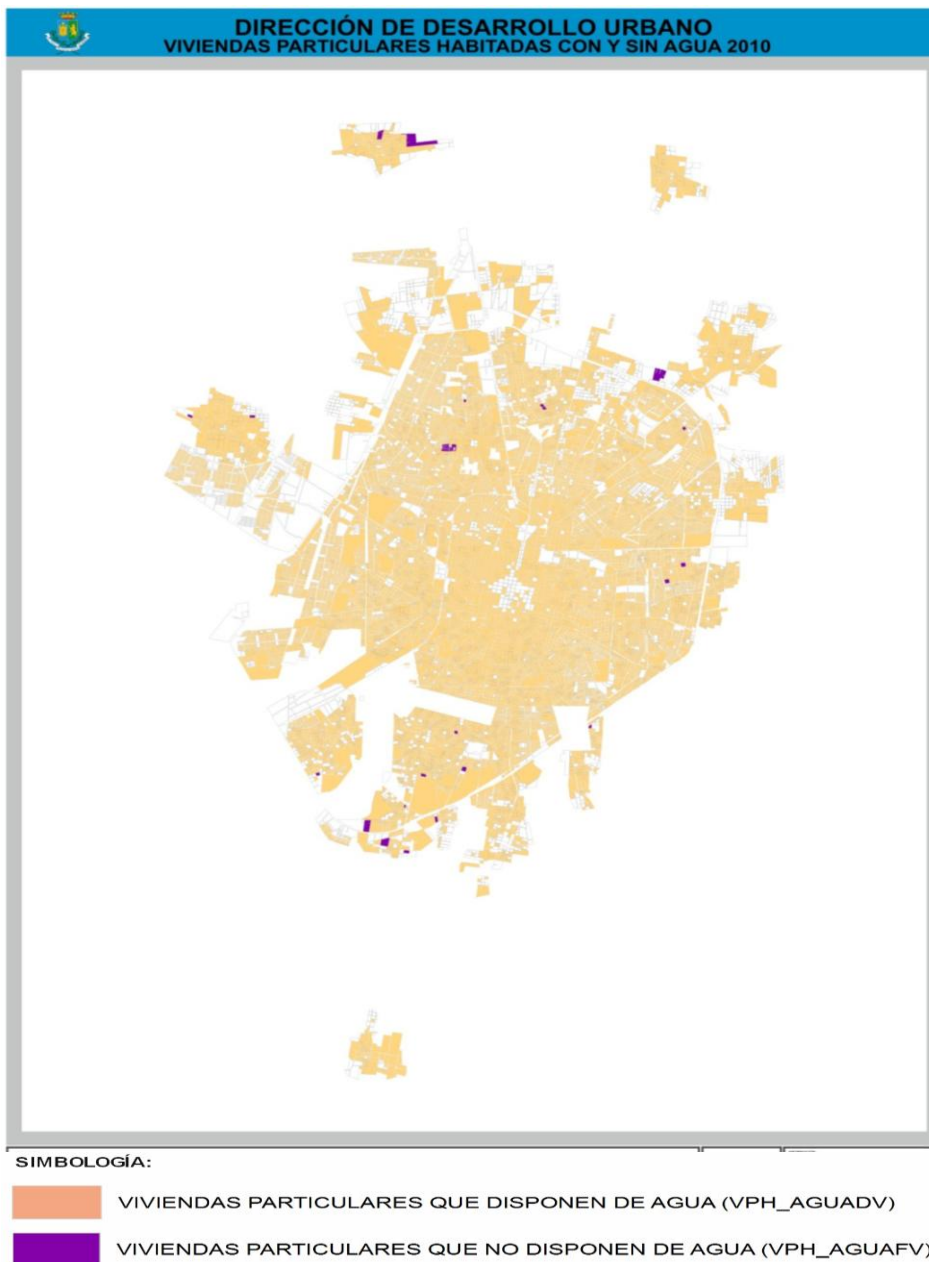 DIRECCIÓN DE DESARROLLO URBANO
VIVIENDAS PARTICULARES HABITADAS CON Y SIN AGUA 2010
SIMBOLOGÍA:
VIVIENDAS PARTICULARES QUE DISPONEN DE AGUA (VPH_AGUADV)
VIVIENDAS PARTICULARES QUE NO DISPONEN DE AGUA (VPH_AGUAFV)